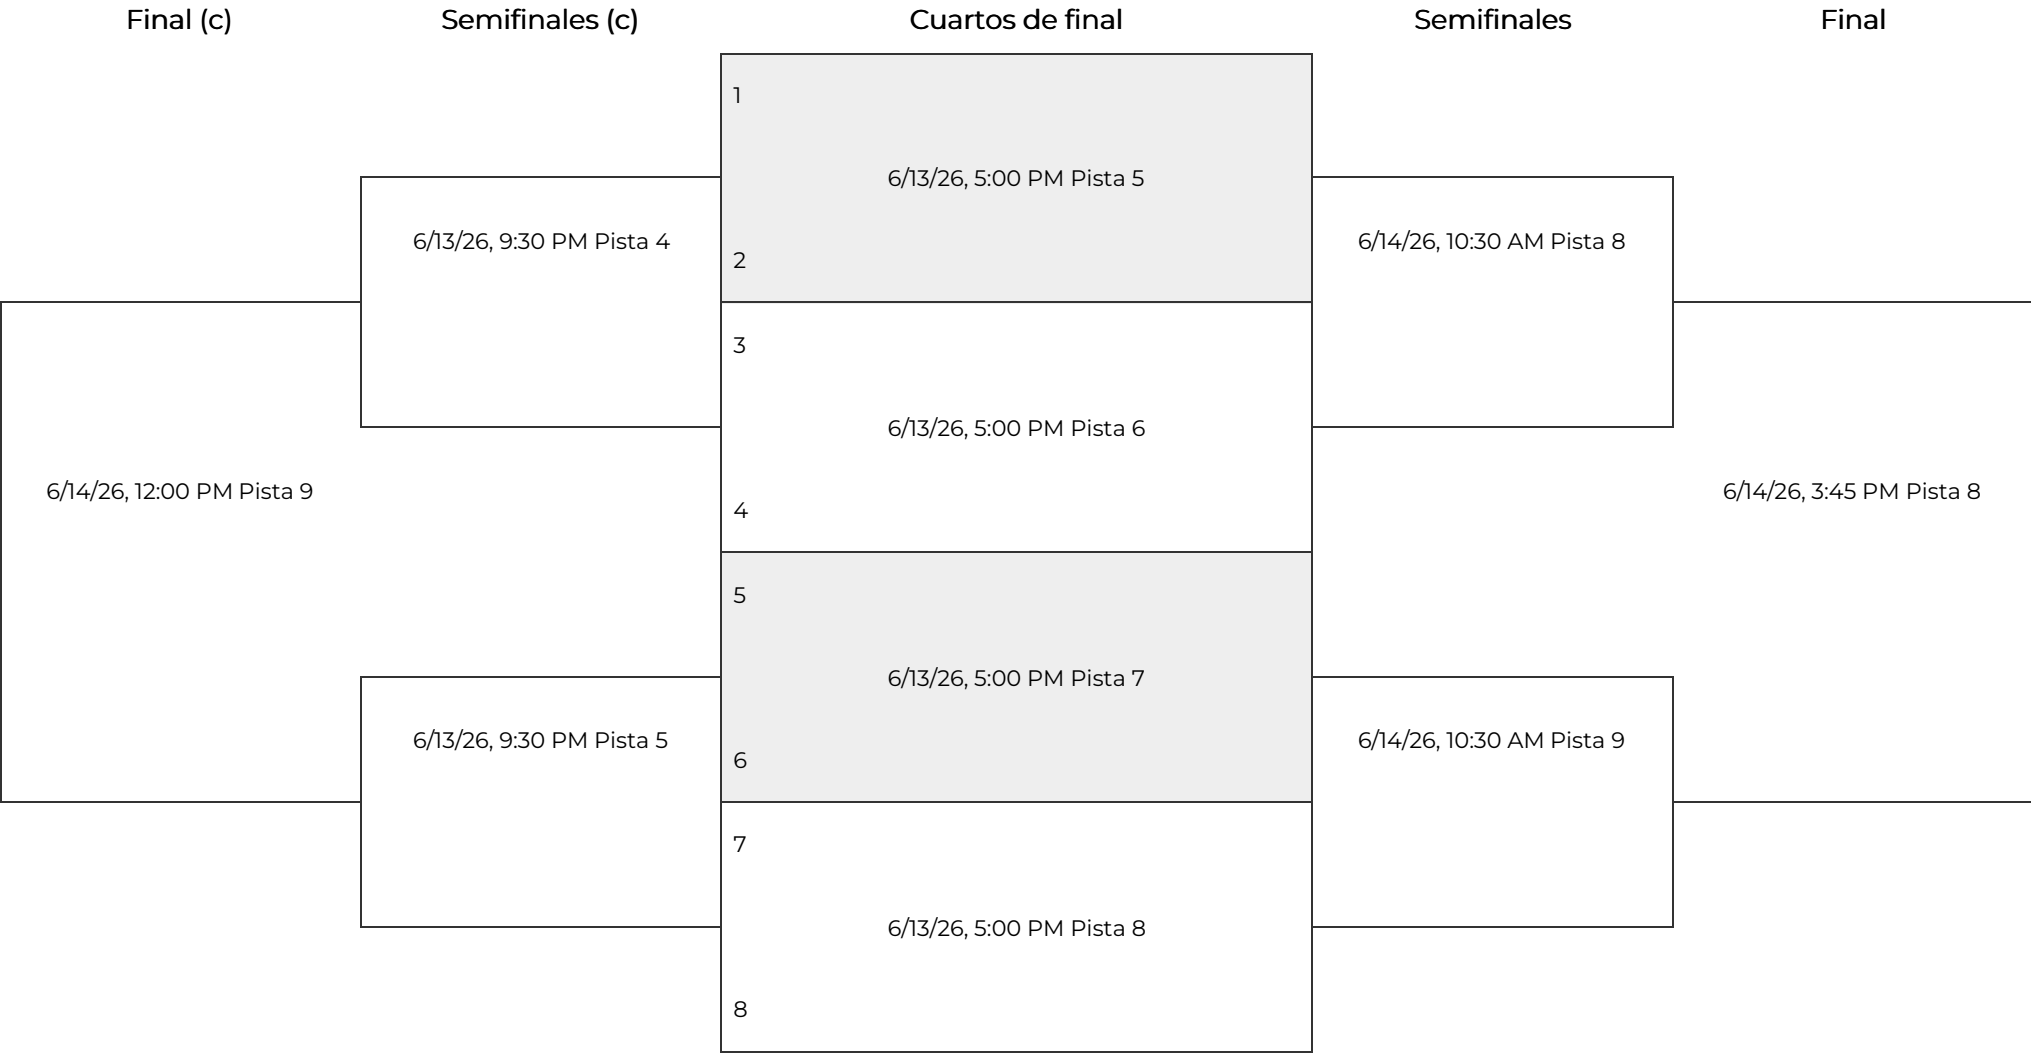 Final (c)
Semifinales (c)
Cuartos de final
Semifinales
Final
1
6/13/26, 5:00 PM Pista 5
6/13/26, 9:30 PM Pista 4
6/14/26, 10:30 AM Pista 8
2
3
6/13/26, 5:00 PM Pista 6
6/14/26, 12:00 PM Pista 9
6/14/26, 3:45 PM Pista 8
4
5
6/13/26, 5:00 PM Pista 7
6/13/26, 9:30 PM Pista 5
6/14/26, 10:30 AM Pista 9
6
7
6/13/26, 5:00 PM Pista 8
8